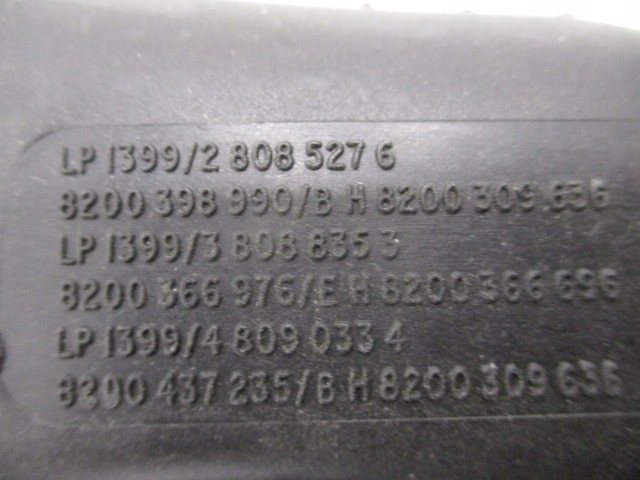 LP 1399/2 808 527 6
8200 398 990/B H 8200 309 636
LP 1399/3 808 835 3
8200 366 976/E H 8200 366 696
LP 1399/4 809 033 4
8200 437 235/B H 8200 309 636